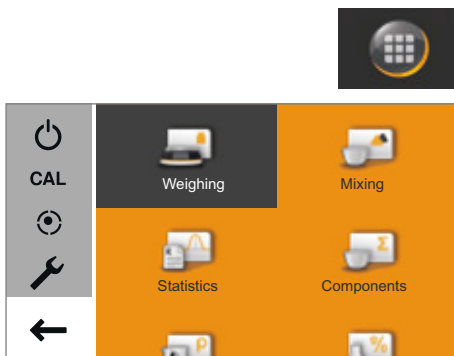 CAL
Weighing
Mixing
Statistics
Σ
Components
ρ
%